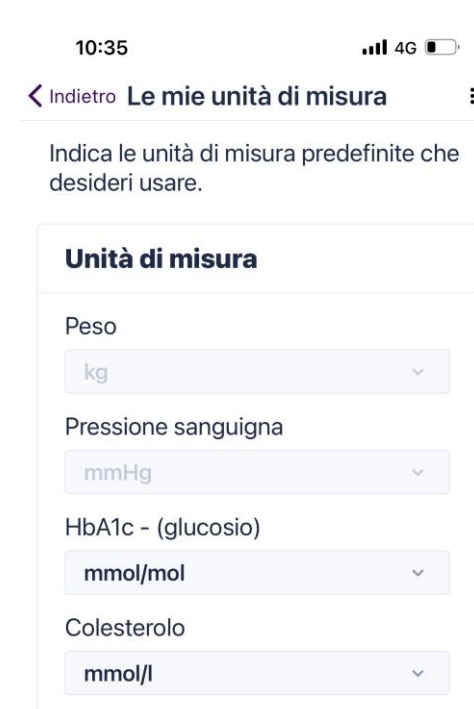 10:35
4G
Indietro Le mie unità di misura
Indica le unità di misura predefinite che
desideri usare.
Unità di misura
Peso
kg
Pressione sanguigna
mmHg
HbA1c - (glucosio)
mmol/mol
Colesterolo
mmol/l